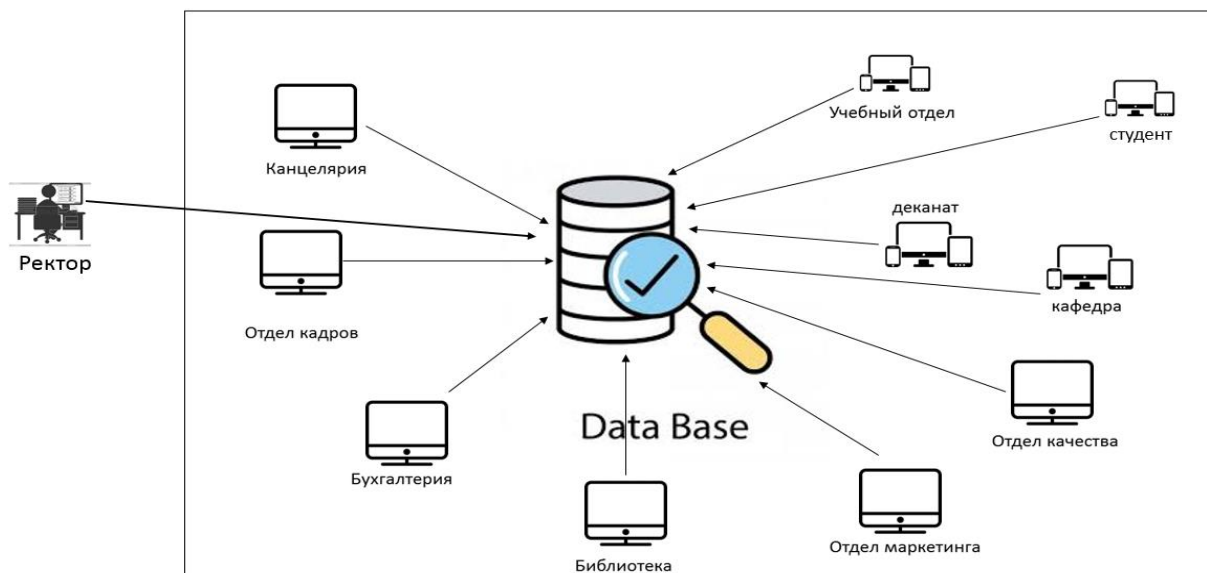 Учебный отдел
студент
Канцелярия
деканат
Ректор
кафедра
Отдел кадров
Data Base
Отдел качества
Бухгалтерия
Отдел маркетинга
Библиотека